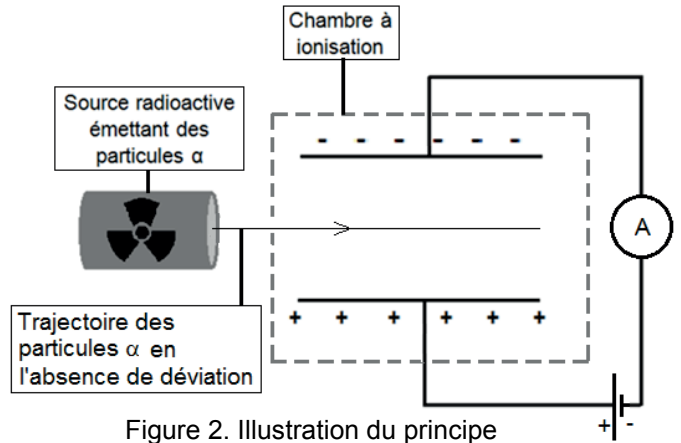 Chambre à
ionisation
Source radioactive
émettant des
particules α
- - - - - -
A
+ + + + + +
Trajectoire des
particules α en
l'absence de déviation
+ -
Figure 2. Illustration du principe